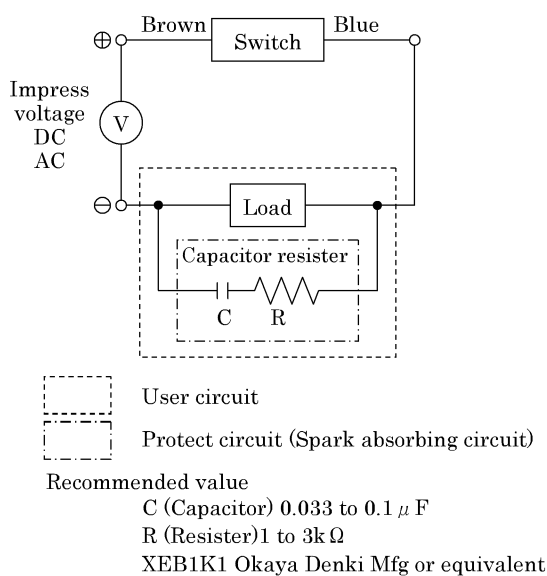 Brown
Blue
⊕
Switch
Impress
voltage
DC
AC
V
⊖
Load
Capacitor resister
C
R
User circuit
Protect circuit (Spark absorbing circuit)
Recommended value
C (Capacitor) 0.033 to 0.1 μ F
R (Resister)1 to 3kΩ
XEB1K1 Okaya Denki Mfg or equivalent